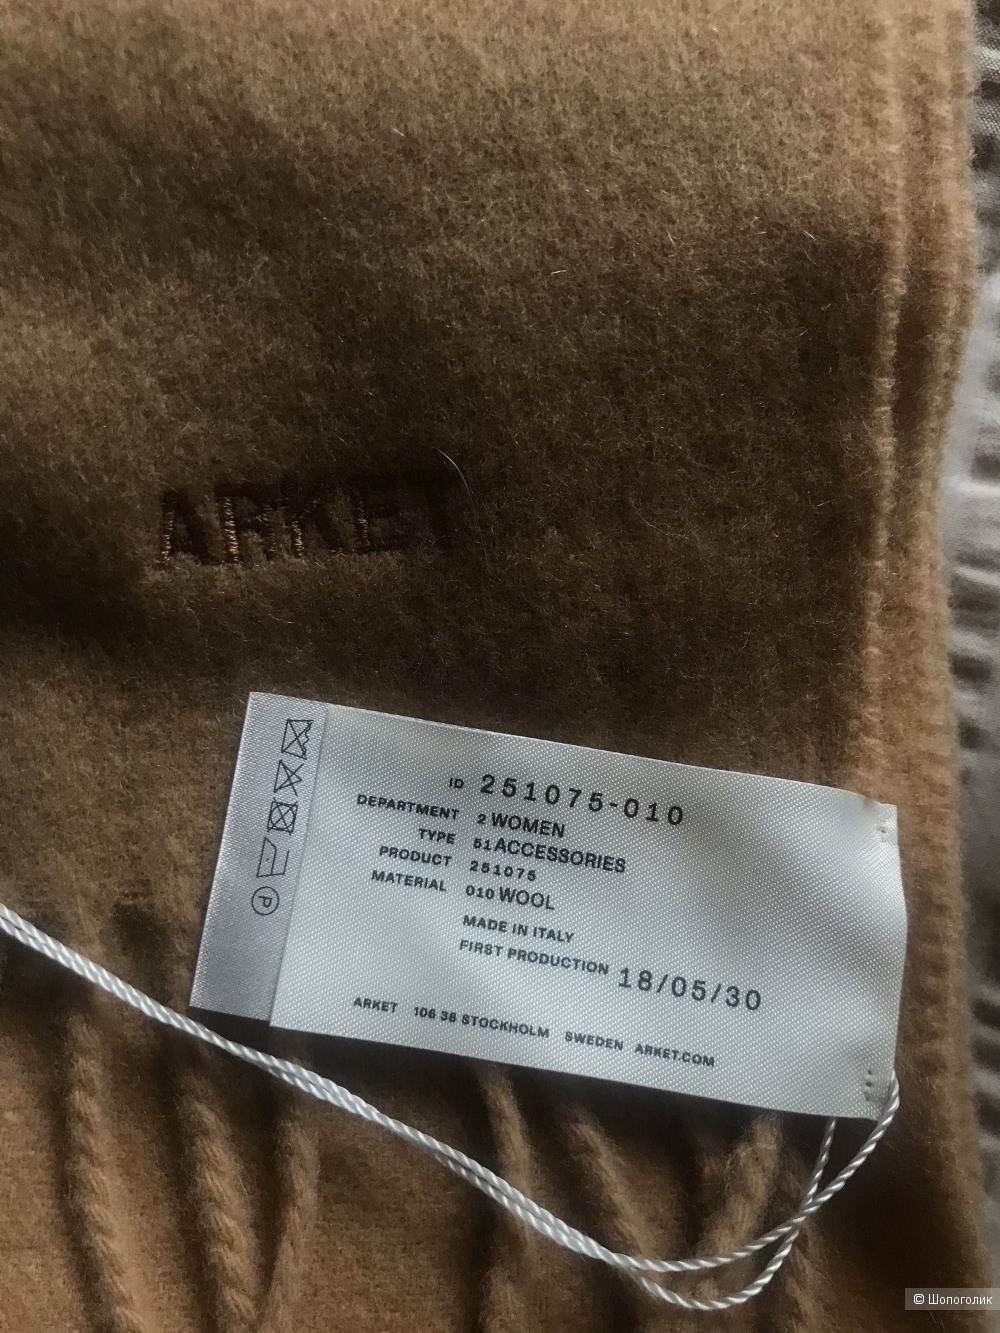 ARKET
ID 251075-010
DEPARTMENT 2 WOMEN
TYPE 51 ACCESSORIES
PRODUCT 251075
MATERIAL 010 WOOL
MADE IN ITALY
FIRST PRODUCTION 18/05/30
ARKET 106 38 STOCKHOLM SWEDEN ARKET.COM
P
© Шопоголик